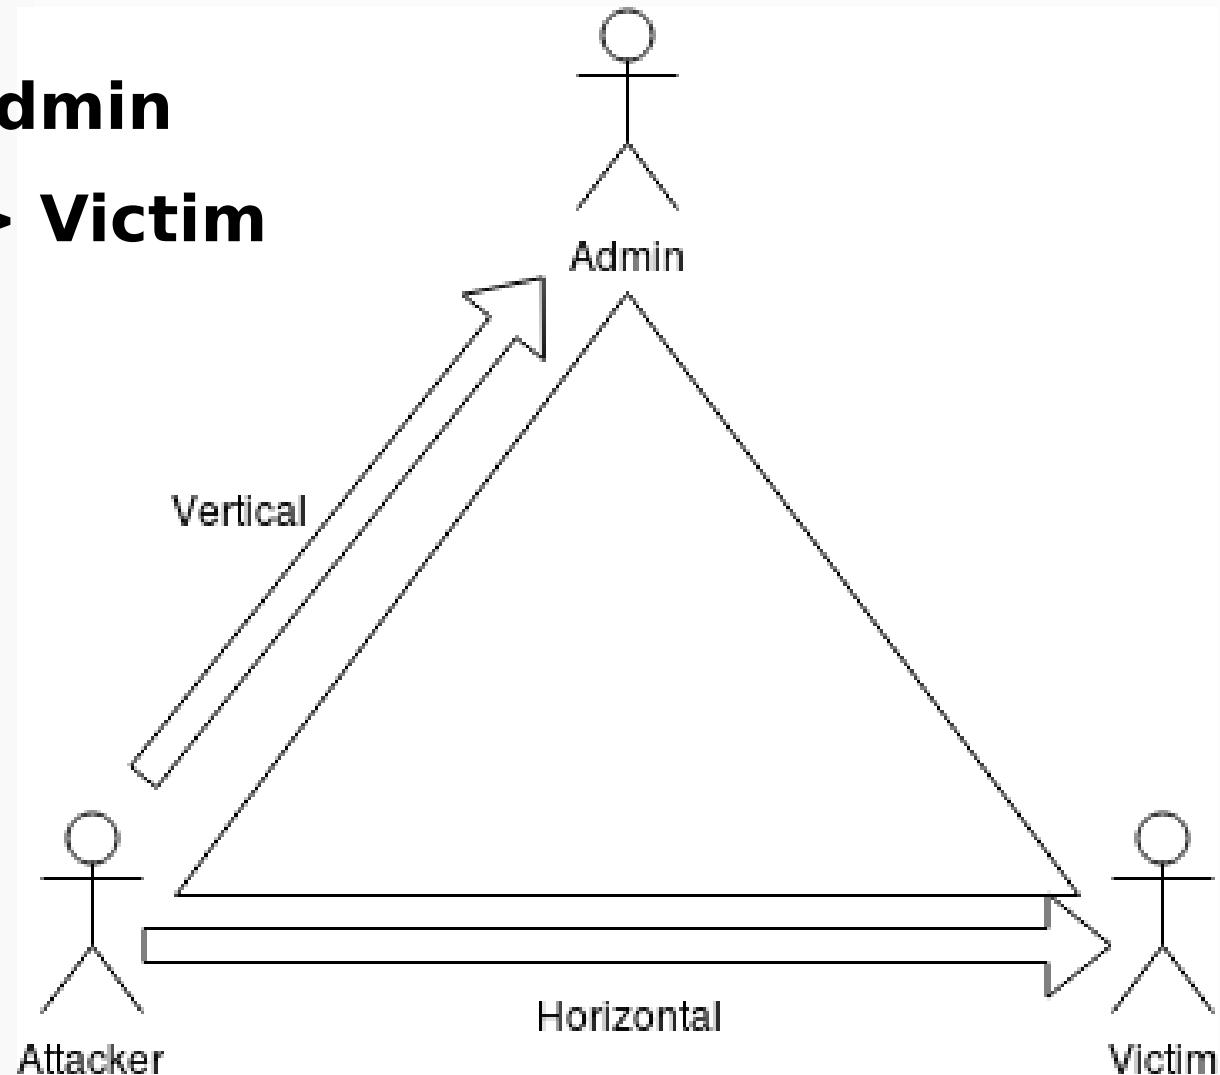 dmin
> Victim
Admin
Vertical
Horizontal
Attacker
Victim